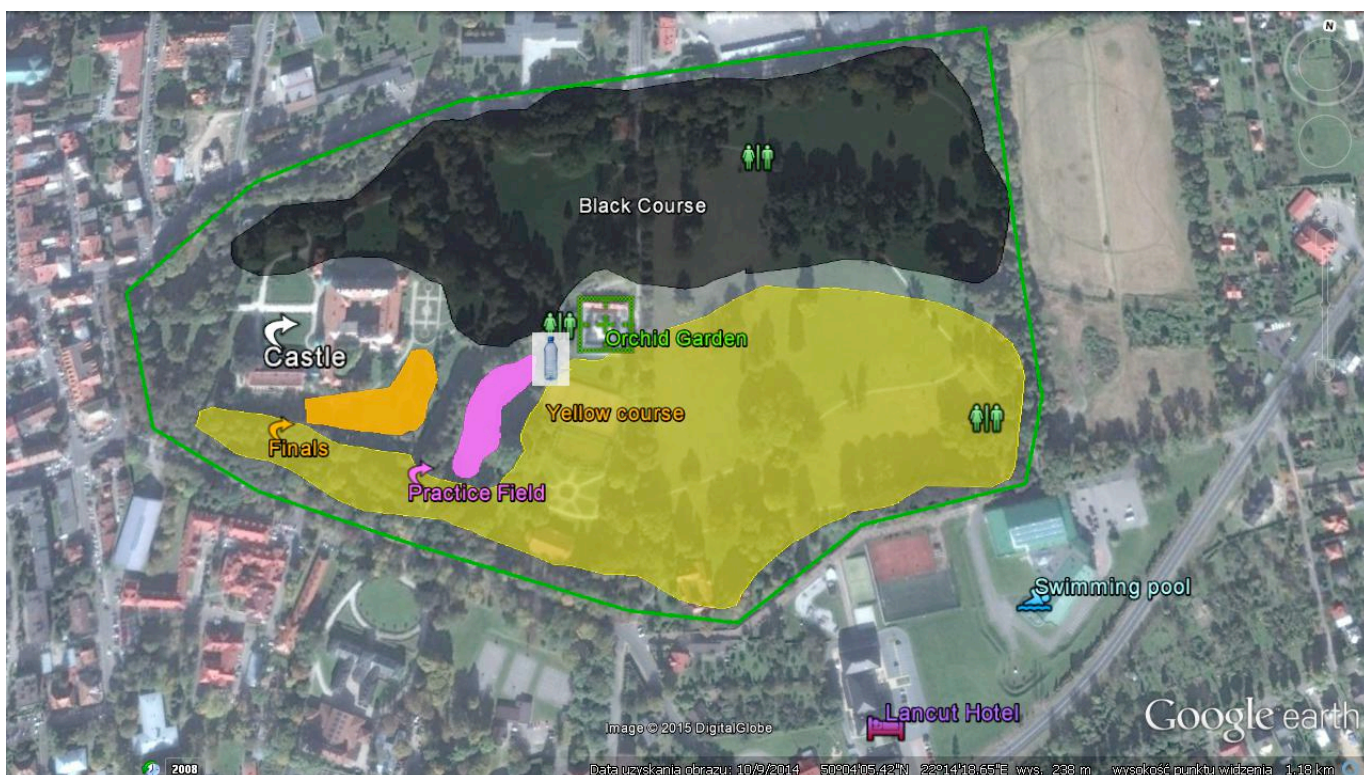 N
Black Course
Orchid Garden
Castle
Yellow course
Finals
Practice Field
Swimming pool
Lancut Hotel
Google earth
Image © 2015 DigitalGlobe
2008
Data uzyskania obrazu: 10/9/2014 50°04'05.42"N 22°14'18.65"E wys. 238 m wysokość punktu widzenia 1.18 km